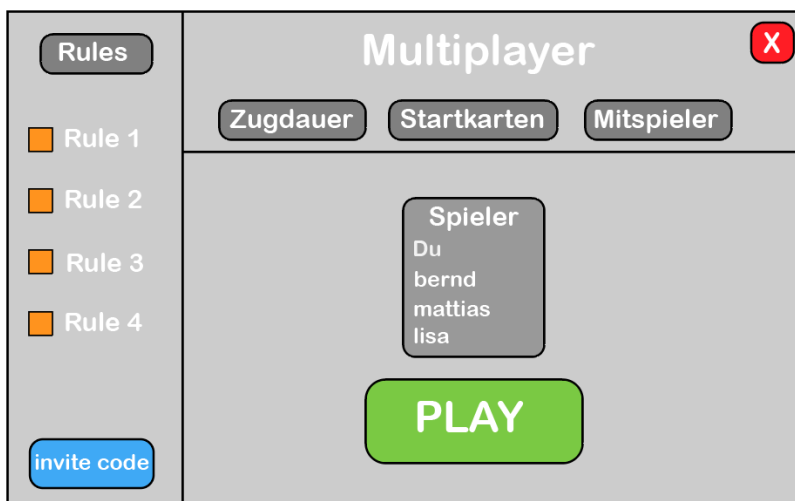 Rules
Multiplayer
X
Zugdauer
Startkarten
Mitspieler
Rule 1
Rule 2
Rule 3
Rule 4
Spieler
Du
bernd
mattias
lisa
PLAY
invite code